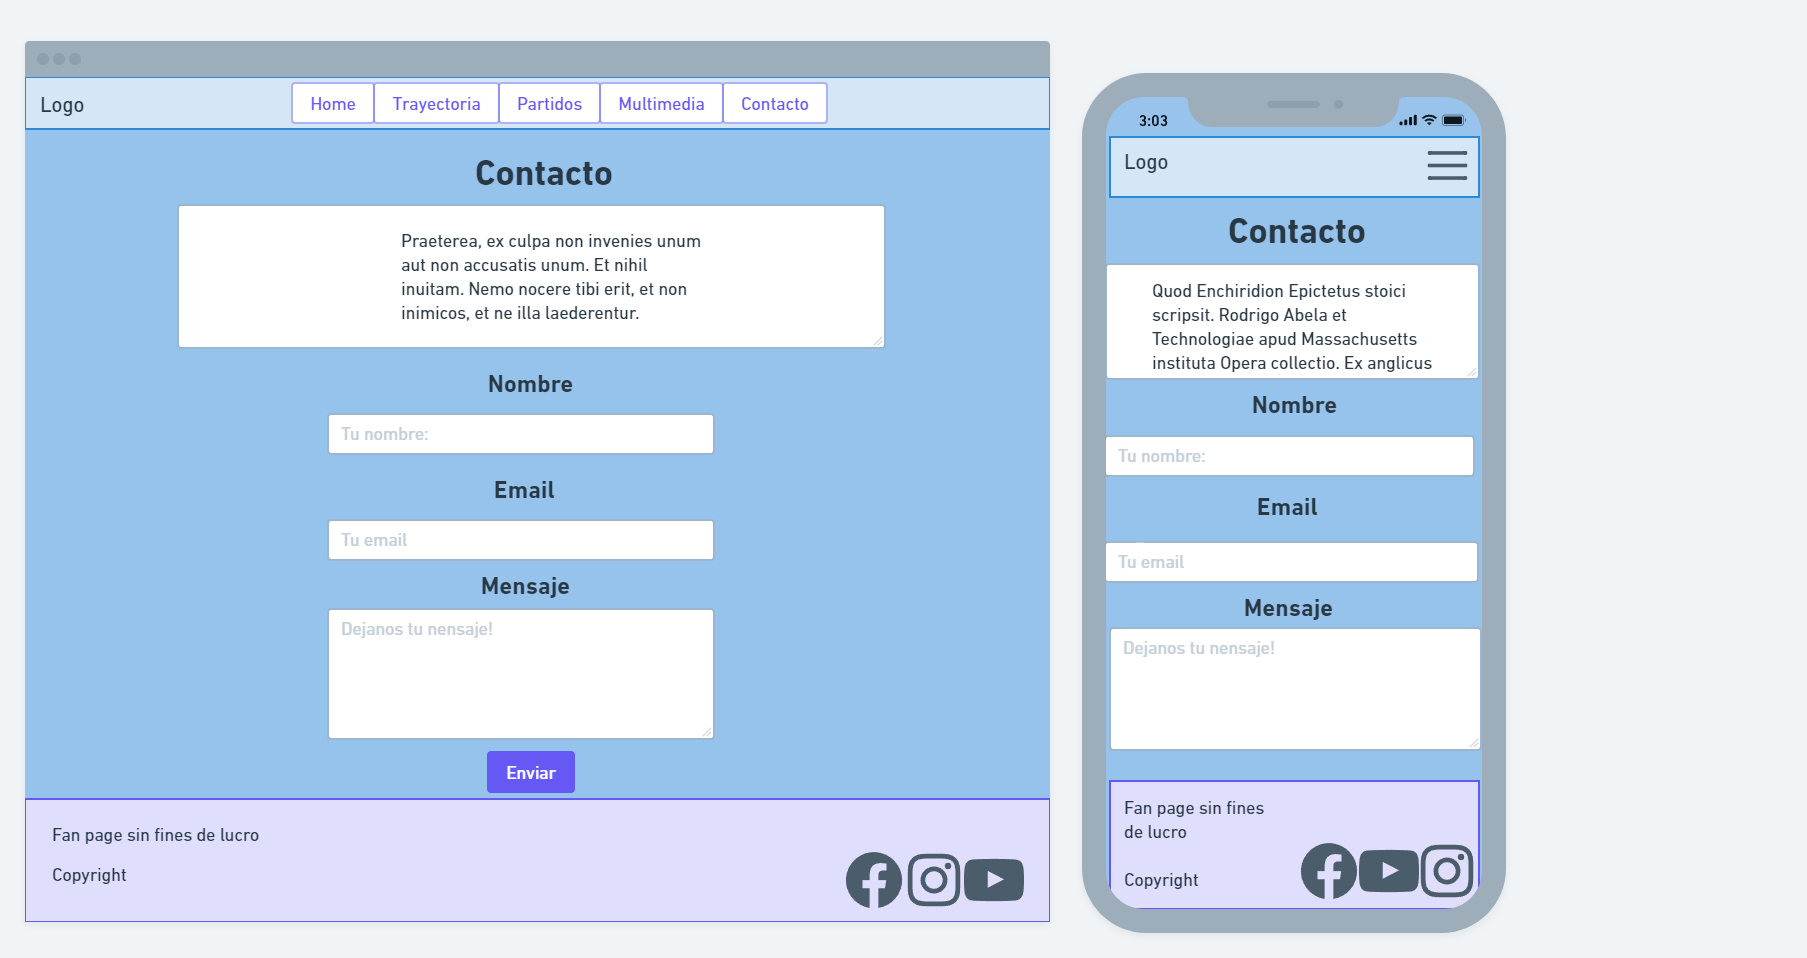 Logo
Home
Trayectoria
Partidos
Multimedia
Contacto
Contacto
Praeterea, ex culpa non invenies unum
aut non accusatis unum. Et nihil
inuitam. Nemo nocere tibi erit, et non
inimicos, et ne illa laederentur.
Nombre
Tu nombre:
Email
Tu email
Mensaje
Dejanos tu nensaje!
Enviar
Fan page sin fines de lucro
Copyright
3:03
Logo
Contacto
Quod Enchiridion Epictetus stoici
scripsit. Rodrigo Abela et
Technologiae apud Massachusetts
instituta Opera collectio. Ex anglicus
Nombre
Tu nombre:
Email
Tu email
Mensaje
Dejanos tu nensaje!
Fan page sin fines
de lucro
Copyright